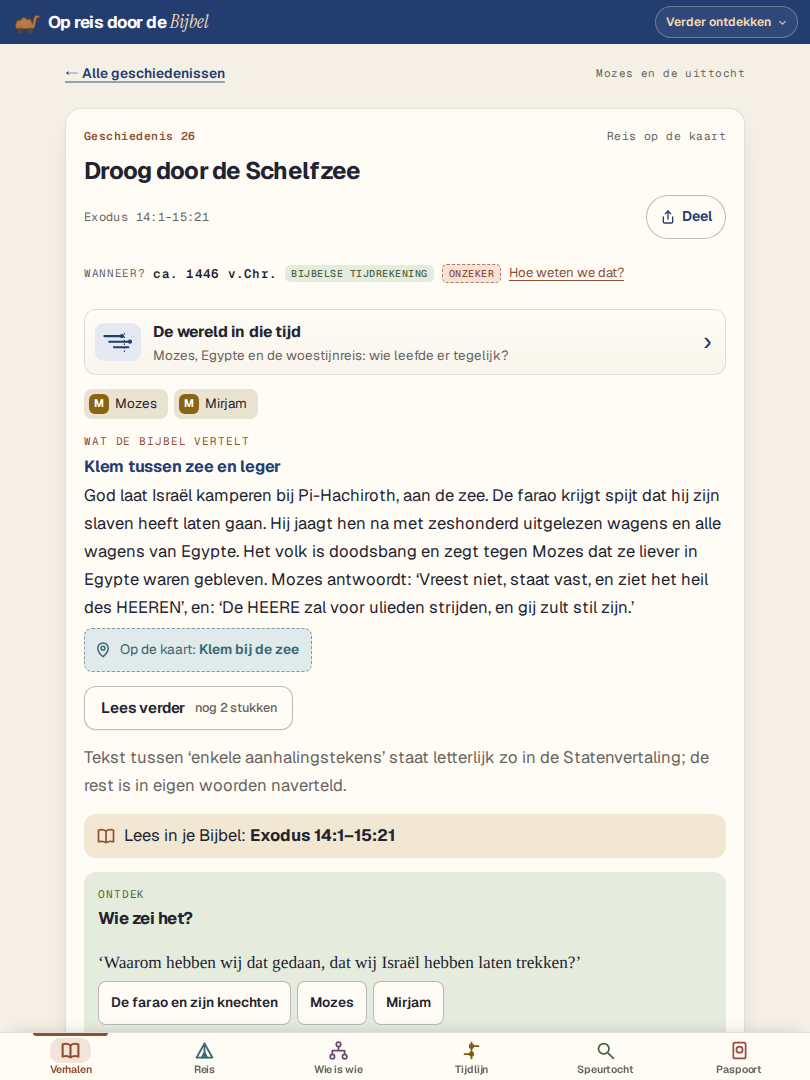 Op reis door de Bijbel
Verder ontdekken
← Alle geschiedenissen
Mozes en de uittocht
Geschiedenis 26
Reis op de kaart
Droog door de Schelfzee
Exodus 14:1–15:21
Deel
WANNEER? ca. 1446 v.Chr. BIJBELSE TIJDREKENING ONZEKER Hoe weten we dat?
De wereld in die tijd
Mozes, Egypte en de woestijnreis: wie leefde er tegelijk?
M Mozes M Mirjam
WAT DE BIJBEL VERTELT
Klem tussen zee en leger
God laat Israël kamperen bij Pi-Hachiroth, aan de zee. De farao krijgt spijt dat hij zijn
slaven heeft laten gaan. Hij jaagt hen na met zeshonderd uitgelezen wagens en alle
wagens van Egypte. Het volk is doodsbang en zegt tegen Mozes dat ze liever in
Egypte waren gebleven. Mozes antwoordt: ‘Vreest niet, staat vast, en ziet het heil
des HEEREN’, en: ‘De HEERE zal voor ulieden strijden, en gij zult stil zijn.’
Op de kaart: Klem bij de zee
Lees verder nog 2 stukken
Tekst tussen ‘enkele aanhalingstekens’ staat letterlijk zo in de Statenvertaling; de
rest is in eigen woorden naverteld.
Lees in je Bijbel: Exodus 14:1–15:21
ONTDEK
Wie zei het?
‘Waarom hebben wij dat gedaan, dat wij Israël hebben laten trekken?’
De farao en zijn knechten Mozes Mirjam
Verhalen Reis Wie is wie Tijdlijn Speurtocht Paspoort